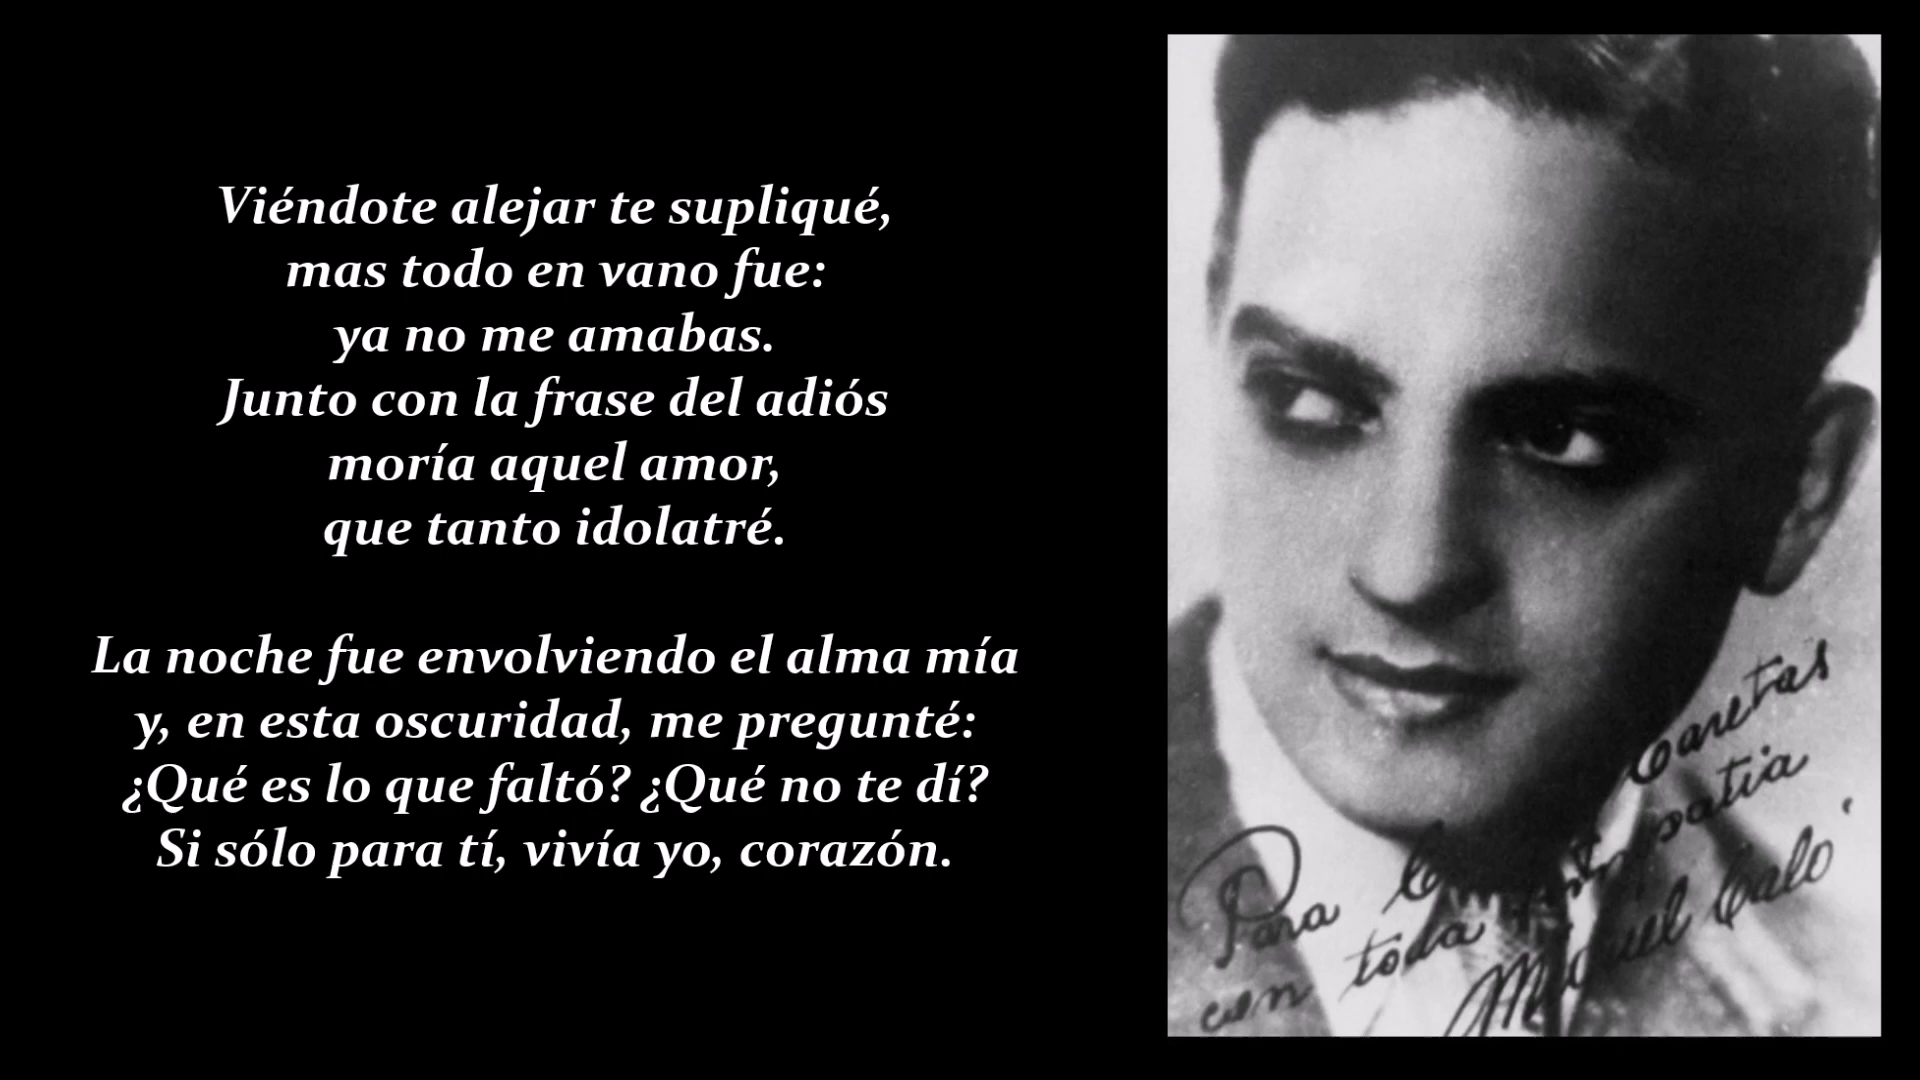 Viéndote alejar te supliqué,
mas todo en vano fue:
ya no me amabas.
Junto con la frase del adiós
moría aquel amor,
que tanto idolatré.
La noche fue envolviendo el alma mía
y, en esta oscuridad, me pregunté:
¿Qué es lo que faltó? ¿Qué no te dí?
Si sólo para tí, vivía yo, corazón.
Para Caretas
con toda simpatia
Miguel Caló